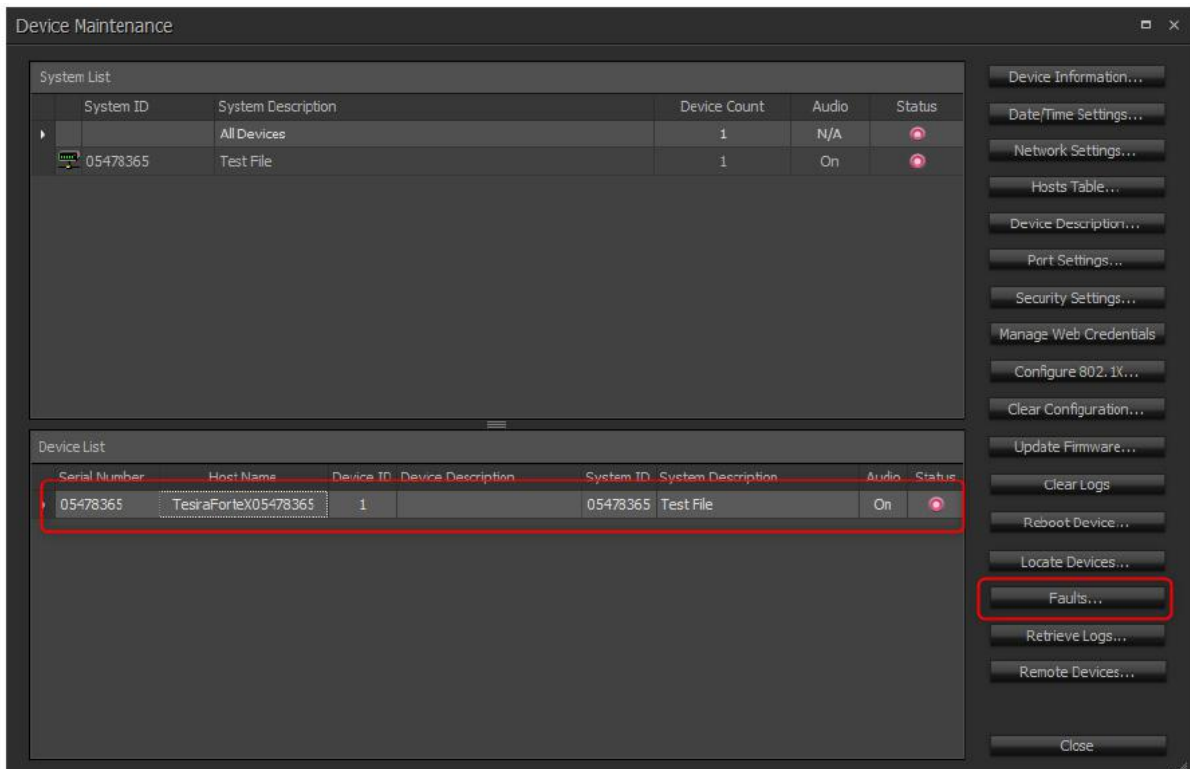 Device Maintenance
System List
System ID System Description Device Count Audio Status
All Devices 1 N/A
05478365 Test File 1 On
Device List
Serial Number Host Name Device ID Device Description System ID System Description Audio Status
05478365 TesiraForteX05478365 1 05478365 Test File On
Device Information...
Date/Time Settings...
Network Settings...
Hosts Table...
Device Description...
Port Settings...
Security Settings...
Manage Web Credentials
Configure 802.1X...
Clear Configuration...
Update Firmware...
Clear Logs
Reboot Device...
Locate Devices...
Faults...
Retrieve Logs...
Remote Devices...
Close